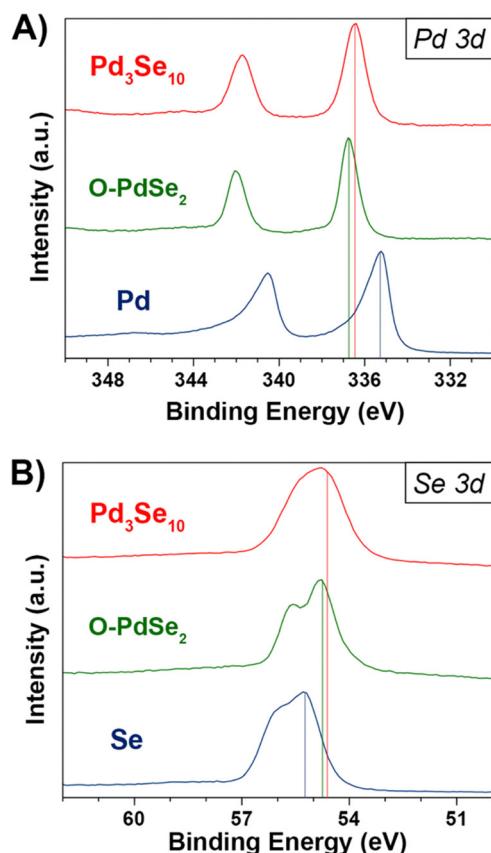 A)
Pd 3d
Pd₃Se₁₀
O-PdSe₂
Pd
Intensity (a.u.)
348 344 340 336 332
Binding Energy (eV)
B)
Se 3d
Pd₃Se₁₀
O-PdSe₂
Se
Intensity (a.u.)
60 57 54 51
Binding Energy (eV)